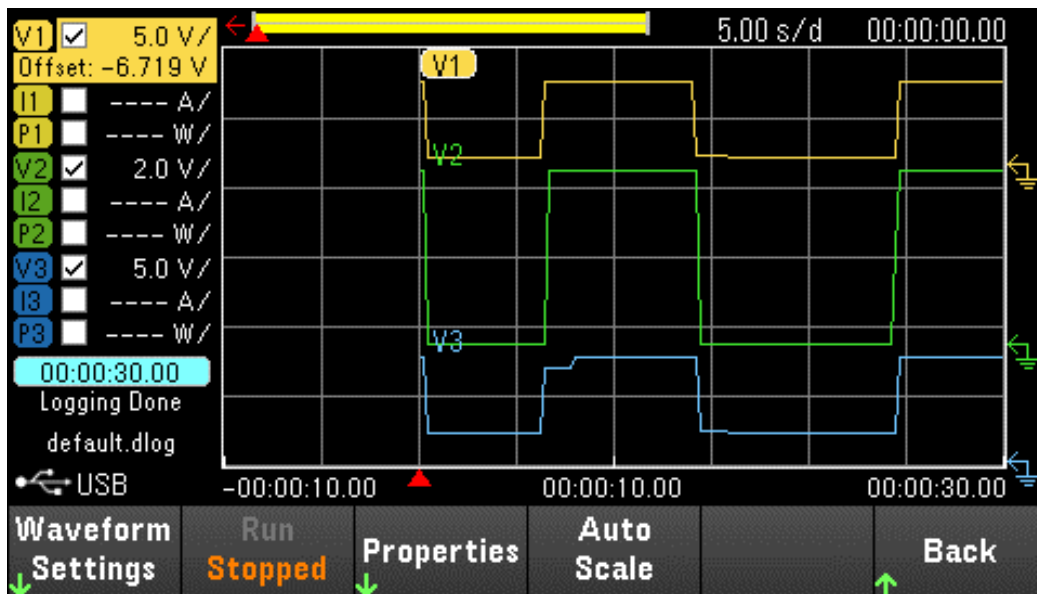 V1 5.0 V/ 5.00 s/d 00:00:00.00
Offset: -6.719 V V1
I1 ---- A/
P1 ---- W/
V2 2.0 V/ V2
I2 ---- A/
P2 ---- W/
V3 5.0 V/
I3 ---- A/
P3 ---- W/ V3
00:00:30.00
Logging Done
default.dlog
USB -00:00:10.00 00:00:10.00 00:00:30.00
Waveform Settings
Run Stopped
Properties
Auto Scale
Back